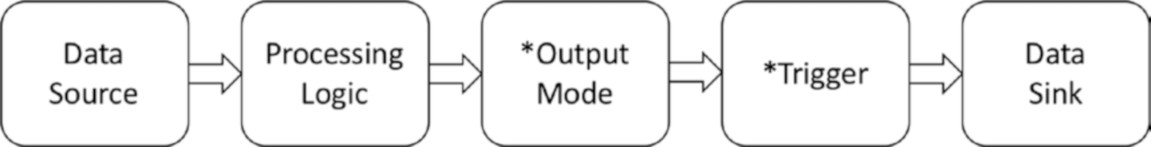 Data
Source
Processing
Logic
*Output
Mode
*Trigger
Data
Sink